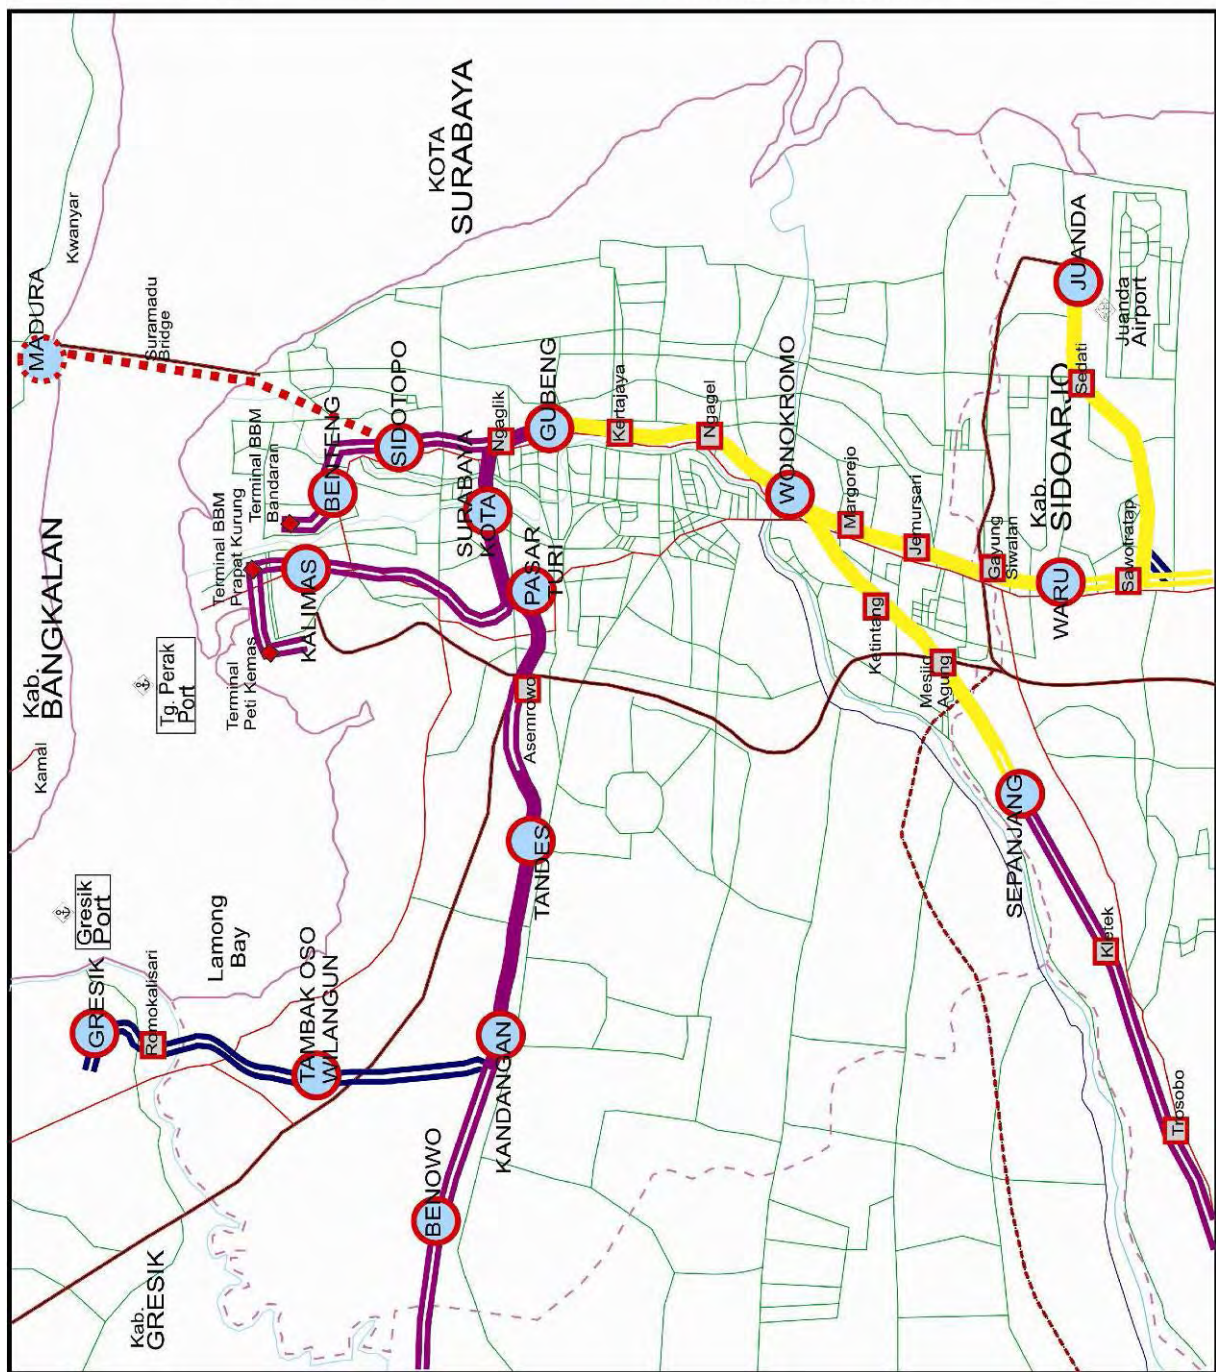 MADURA
Kwanyar
KOTA
SURABAYA
Suramadu
Bridge
Kab.
BANGKALAN
Kamal
Tg. Perak
Port
Terminal BBM
Prapat Kurung
Terminal BBM
Bandaran
Terminal
Peti Kemas
BENTENG
KALIMAS
SIDOTOPO
SURABAYA
KOTA
Ngaglik
GUBENG
PASAR
TURI
Kertajaya
Ngagel
WONOKROMO
Margorejo
Jemursari
Gayung
Siwalan
Kab.
SIDOARJO
WARU
Sawotratap
Sedati
JUANDA
Juanda
Airport
Ketintang
Mesjid
Agung
SEPANJANG
Kletek
Trosobo
Asemrowo
TANDES
KANDANGAN
BENOWO
TAMBAK OSO
WILANGUN
Lamong
Bay
Gresik
Port
GRESIK
Romokalisari
Kab.
GRESIK